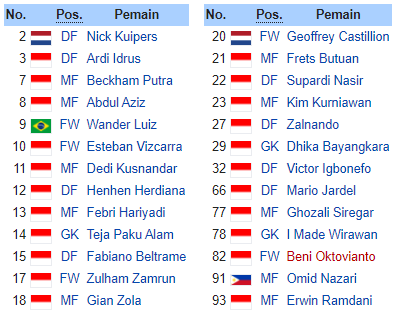 No. Pos. Pemain
2 DF Nick Kuipers
3 DF Ardi Idrus
7 MF Beckham Putra
8 MF Abdul Aziz
9 FW Wander Luiz
10 FW Esteban Vizcarra
11 MF Dedi Kusnandar
12 DF Henhen Herdiana
13 MF Febri Hariyadi
14 GK Teja Paku Alam
15 DF Fabiano Beltrame
17 FW Zulham Zamrun
18 MF Gian Zola
No. Pos. Pemain
20 FW Geoffrey Castillion
21 MF Frets Butuan
22 DF Supardi Nasir
23 MF Kim Kurniawan
27 DF Zalnando
29 GK Dhika Bayangkara
32 DF Victor Igbonefo
66 DF Mario Jardel
77 MF Ghozali Siregar
78 GK I Made Wirawan
82 FW Beni Oktovianto
91 MF Omid Nazari
93 MF Erwin Ramdani